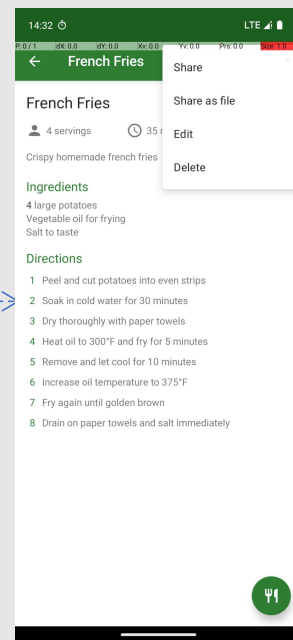 14:32 LTE
P: 0 / 1 dX: 0.0 dY: 0.0 Xv: 0.0 Yv: 0.0 Prs: 0.0 Size: 1.0
French Fries
Share
Share as file
Edit
Delete
French Fries
4 servings 35
Crispy homemade french fries
Ingredients
4 large potatoes
Vegetable oil for frying
Salt to taste
Directions
1 Peel and cut potatoes into even strips
2 Soak in cold water for 30 minutes
3 Dry thoroughly with paper towels
4 Heat oil to 300°F and fry for 5 minutes
5 Remove and let cool for 10 minutes
6 Increase oil temperature to 375°F
7 Fry again until golden brown
8 Drain on paper towels and salt immediately